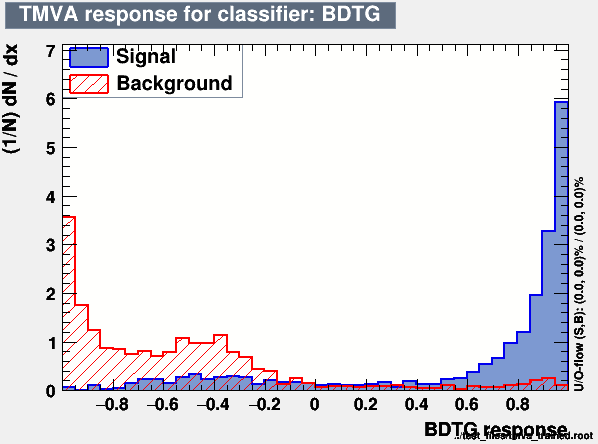 TMVA response for classifier: BDTG
Signal
Background
(1/N) dN / dx
7
6
5
4
3
2
1
0
−0.8 −0.6 −0.4 −0.2 0 0.2 0.4 0.6 0.8
BDTG response
U/O-flow (S,B): (0.0, 0.0)% / (0.0, 0.0)%